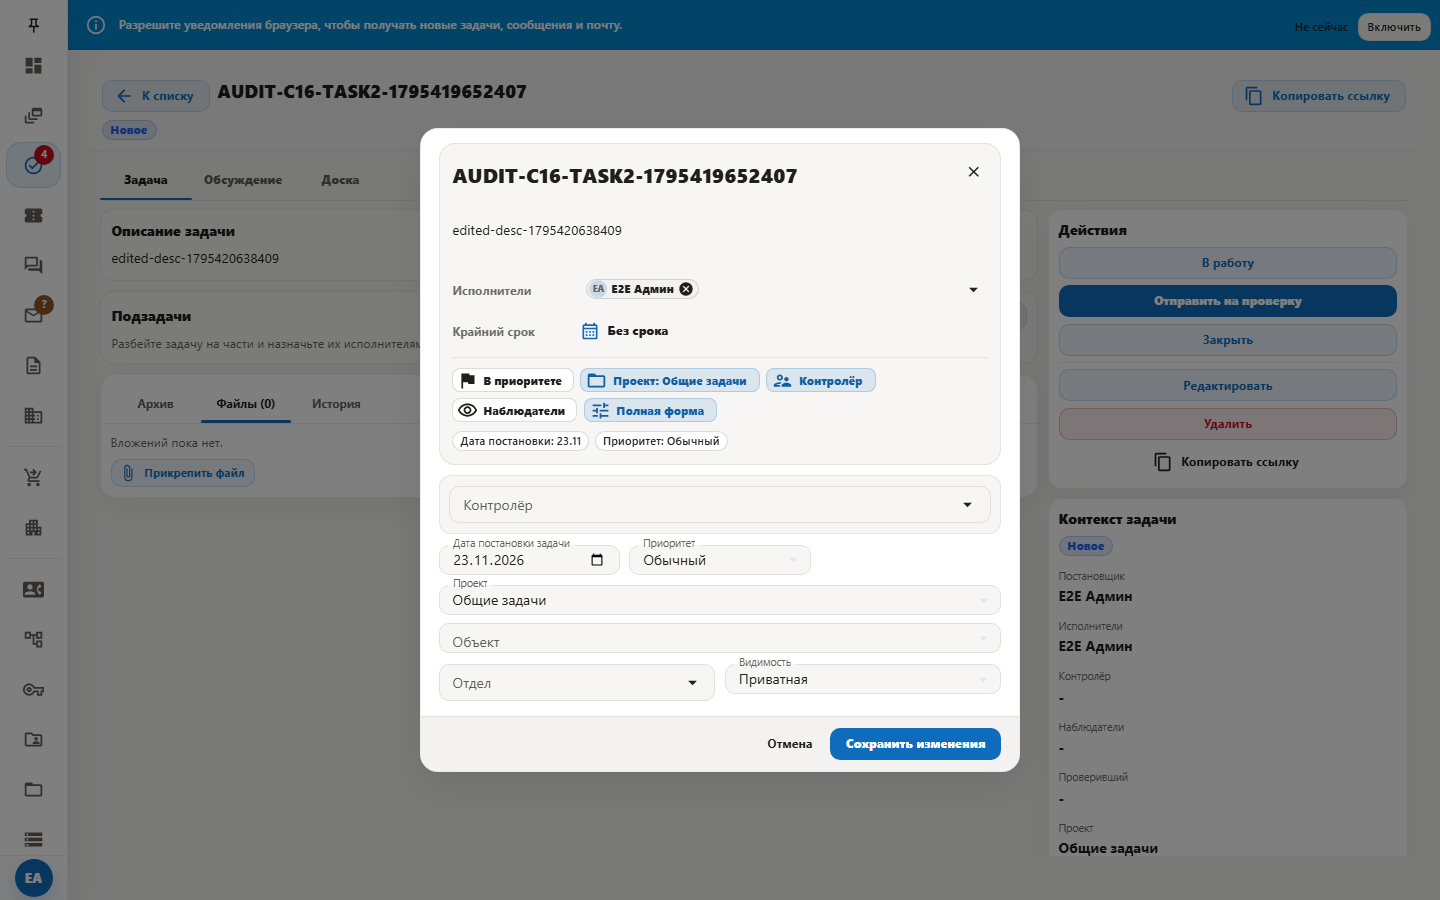 Разрешите уведомления браузера, чтобы получать новые задачи, сообщения и почту.
Не сейчас
Включить
К списку
AUDIT-C16-TASK2-1795419652407
Копировать ссылку
Новое
4
Задача
Обсуждение
Доска
Описание задачи
edited-desc-1795420638409
?
Подзадачи
Разбейте задачу на части и назначьте их исполнителям
Архив
Файлы (0)
История
Вложений пока нет.
Прикрепить файл
AUDIT-C16-TASK2-1795419652407
edited-desc-1795420638409
Исполнители
EA
E2E Админ
Крайний срок
Без срока
В приоритете
Проект: Общие задачи
Контролёр
Наблюдатели
Полная форма
Дата постановки: 23.11
Приоритет: Обычный
Контролёр
Дата постановки задачи
23.11.2026
Приоритет
Обычный
Проект
Общие задачи
Объект
Отдел
Видимость
Приватная
Отмена
Сохранить изменения
Действия
В работу
Отправить на проверку
Закрыть
Редактировать
Удалить
Копировать ссылку
Контекст задачи
Новое
Постановщик
E2E Админ
Исполнители
E2E Админ
Контролёр
-
Наблюдатели
-
Проверивший
-
Проект
Общие задачи
EA